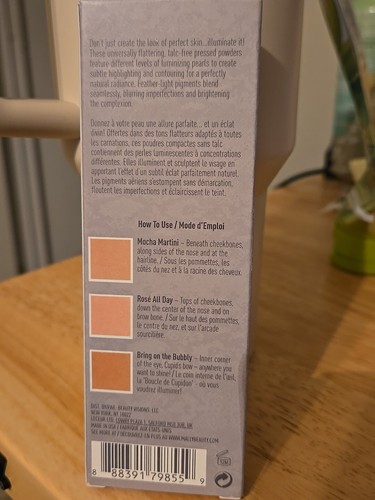 Don't just create the look of perfect skin...illuminate it!
These universally flattering, talc-free pressed powders
feature different levels of luminizing pearls to create
subtle highlighting and contouring for a perfectly
natural radiance. Feather-light pigments blend
seamlessly, blurring imperfections and brightening
the complexion.
Donnez à votre peau une allure parfaite... et un éclat
divin! Offertes dans des tons flatteurs adaptés à toutes
les carnations, ces poudres compactes sans talc
contiennent des perles luminescentes à concentrations
différentes. Elles illuminent et sculptent le visage en
apportant l'effet d'un subtil éclat parfaitement naturel.
Les pigments aériens s'estompent sans démarcation,
floutent les imperfections et éclaircissent le teint.
How To Use / Mode d'Emploi
Mocha Martini – Beneath cheekbones,
along sides of the nose and at the
hairline. / Sous les pommettes, les
côtés du nez et à la racine des cheveux.
Rosé All Day – Tops of cheekbones,
down the center of the nose and on
brow bone. / Sur le haut des pommettes,
le centre du nez, et sur l'arcade
sourcilière.
Bring on the Bubbly – Inner corner
of the eye, Cupid's bow – anywhere you
want to shine! / Le coin interne de l'œil,
la "Boucle de Cupidon" - où vous
voudrez illuminer!
NEW YORK, NY
MADE IN USA / FABRIQUÉ AUX ÉTATS-UNIS
8 88391 79855 9